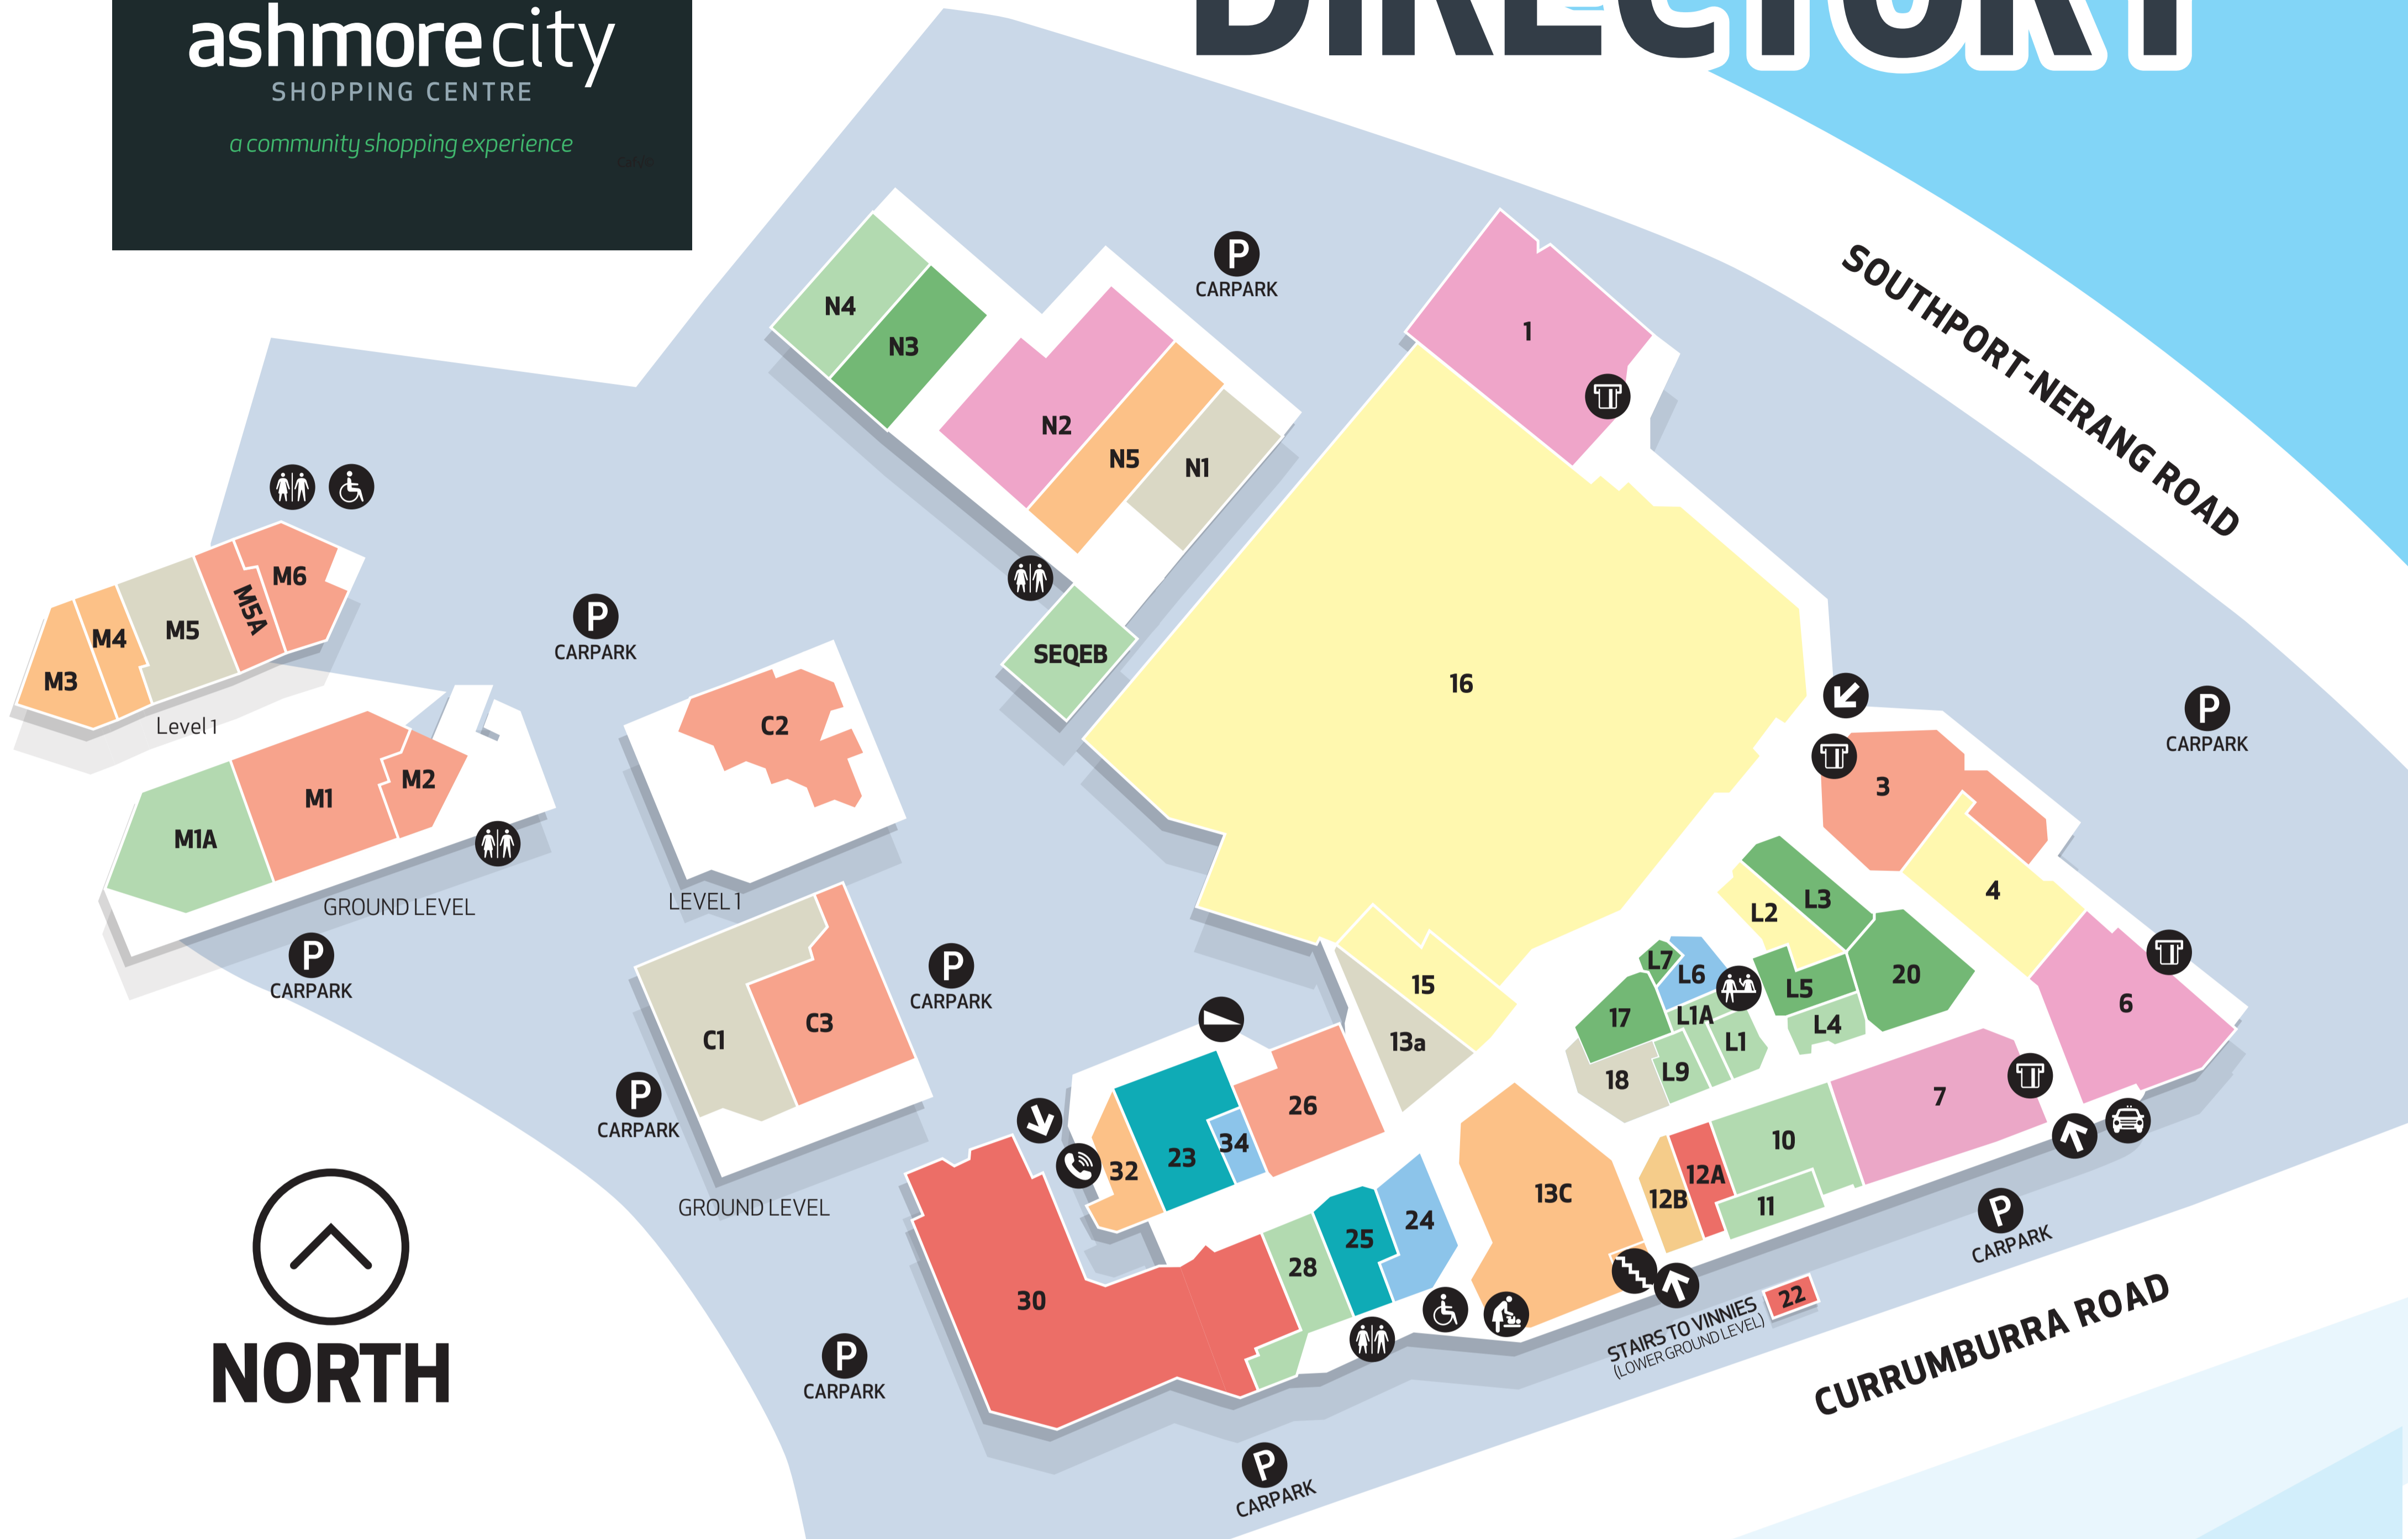 DIRECTORY
ashmorecity
SHOPPING CENTRE
a community shopping experience
SOUTHPORT-NERANG ROAD
P
CARPARK
N4
N3
N2
N5
N1
SEQEB
1
16
M6
M5A
M5
M4
M3
Level 1
P
CARPARK
M2
M1
M1A
GROUND LEVEL
P
CARPARK
C2
LEVEL 1
C1
C3
GROUND LEVEL
P
CARPARK
P
CARPARK
P
CARPARK
3
4
6
L3
L2
L7
L6
L5
20
L4
17
L1A
L1
L9
18
15
13a
7
10
11
12A
12B
13C
26
34
23
32
24
25
28
30
22
STAIRS TO VINNIES
(LOWER GROUND LEVEL)
P
CARPARK
CURRUMBURRA ROAD
P
CARPARK
P
CARPARK
NORTH